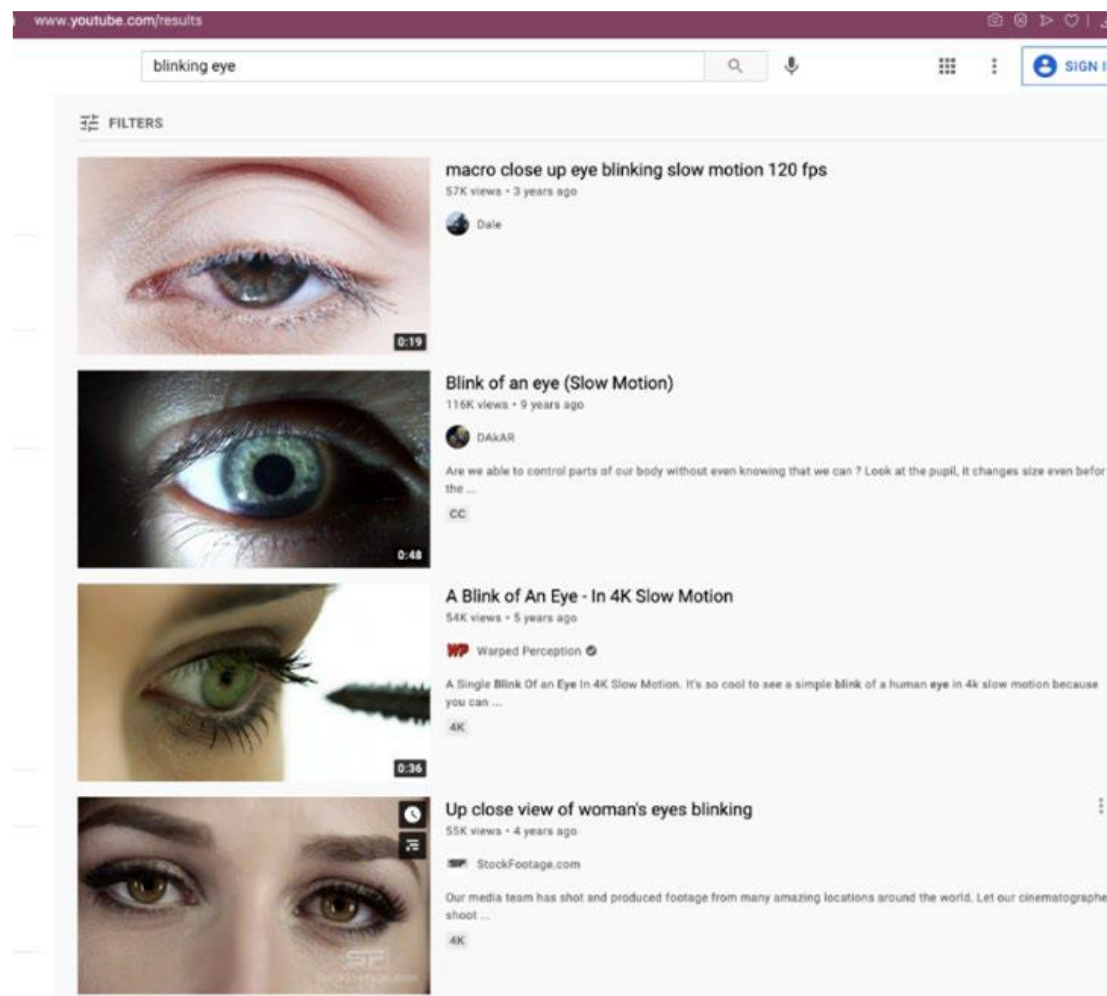 www.youtube.com/results
blinking eye
SIGN I
FILTERS
macro close up eye blinking slow motion 120 fps
57K views • 3 years ago
Dale
0:19
Blink of an eye (Slow Motion)
116K views • 9 years ago
DAkAR
Are we able to control parts of our body without even knowing that we can ? Look at the pupil, it changes size even befor
the ...
CC
0:48
A Blink of An Eye - In 4K Slow Motion
54K views • 5 years ago
WP Warped Perception
A Single Blink Of an Eye In 4K Slow Motion. It's so cool to see a simple blink of a human eye in 4k slow motion because
you can ...
4K
0:36
Up close view of woman's eyes blinking
55K views • 4 years ago
SF StockFootage.com
Our media team has shot and produced footage from many amazing locations around the world. Let our cinematographe
shoot ...
4K
SF